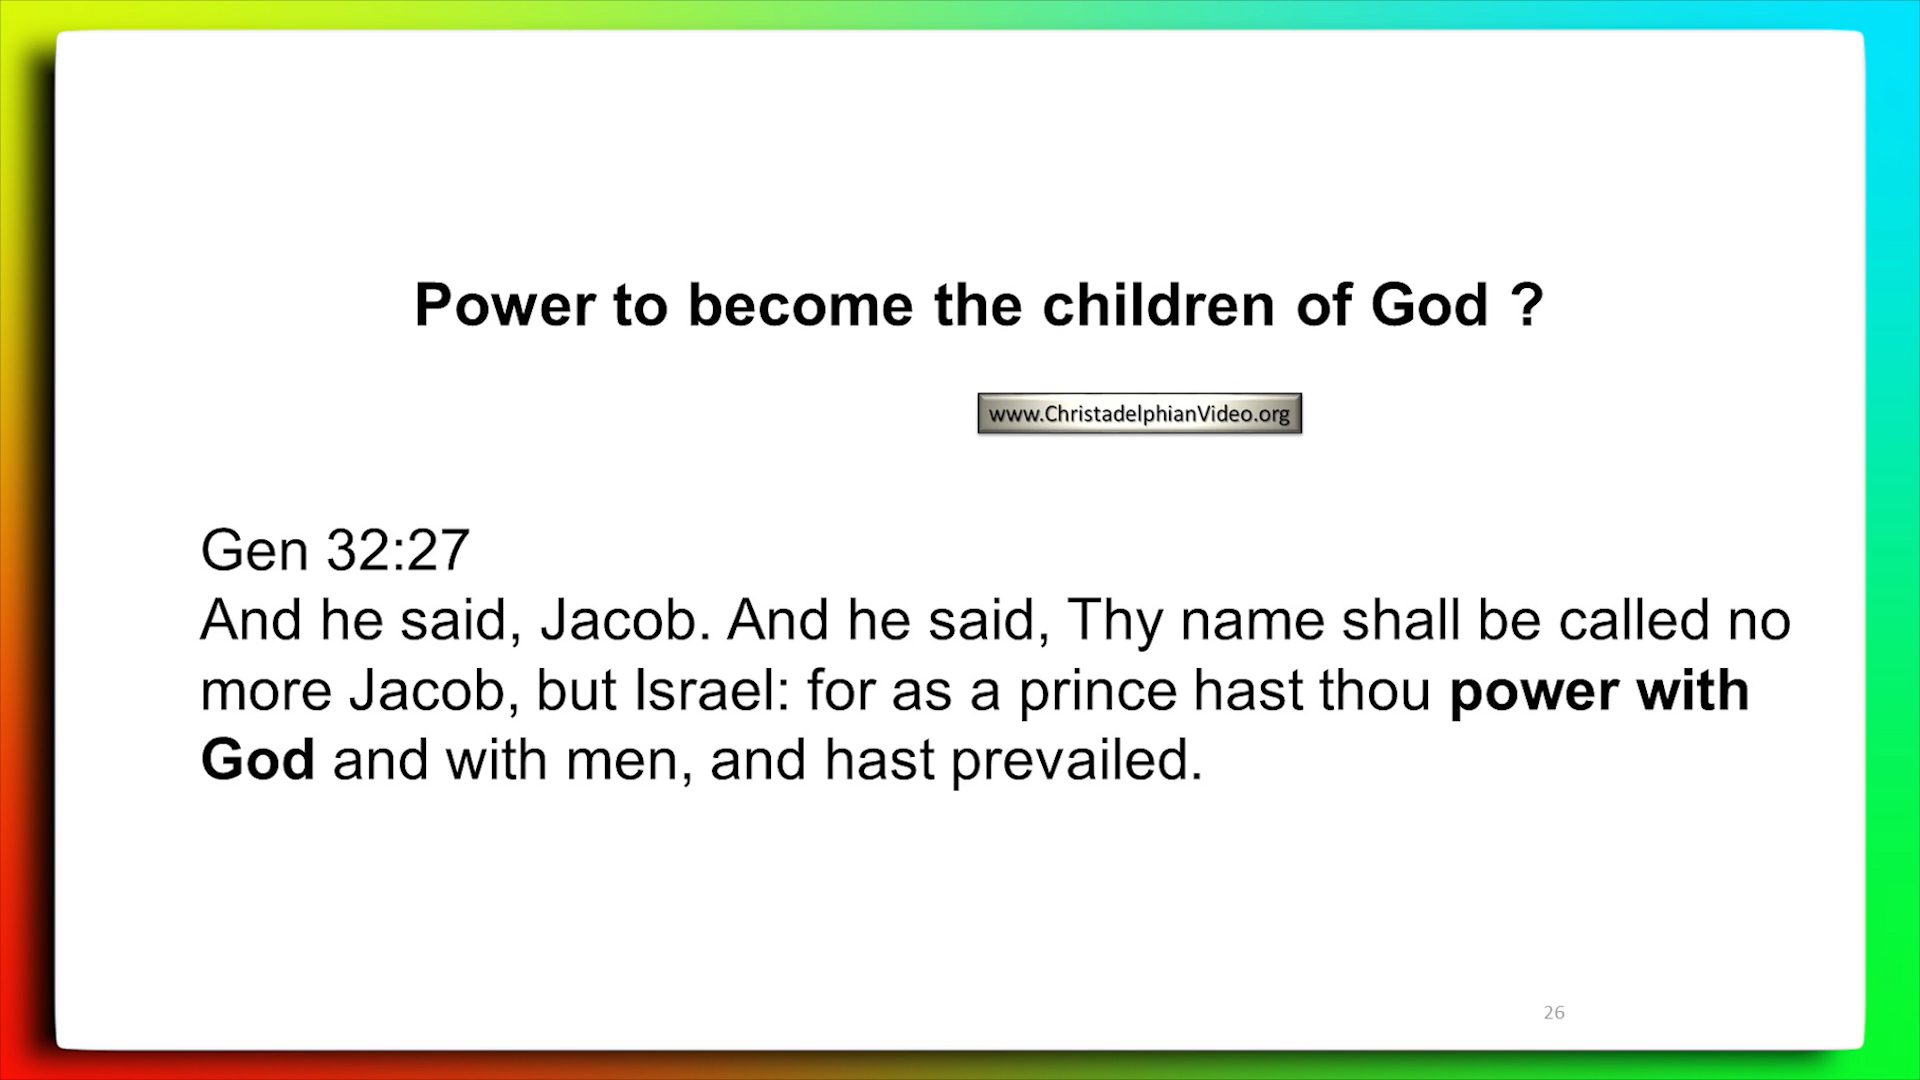 Power to become the children of God ?
www.ChristadelphianVideo.org
Gen 32:27
And he said, Jacob. And he said, Thy name shall be called no
more Jacob, but Israel: for as a prince hast thou power with
God and with men, and hast prevailed.
26